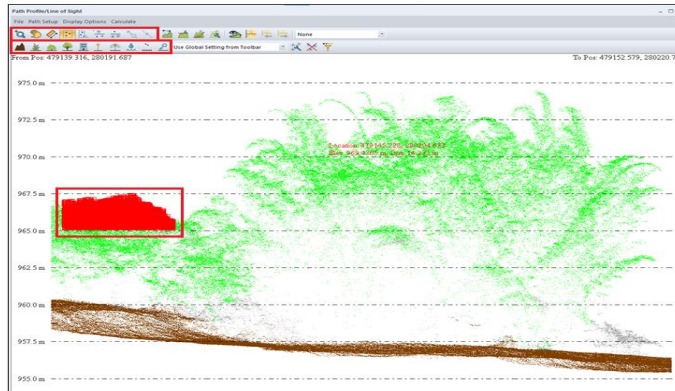 Path Profile/Line of Sight
File Path Setup Display Options Calculate
None
Use Global Setting from Toolbar
From Pos: 479139.316, 280191.687
To Pos: 479152.579, 280220.7
975.0 m
972.5 m
970.0 m
967.5 m
965.0 m
962.5 m
960.0 m
957.5 m
955.0 m